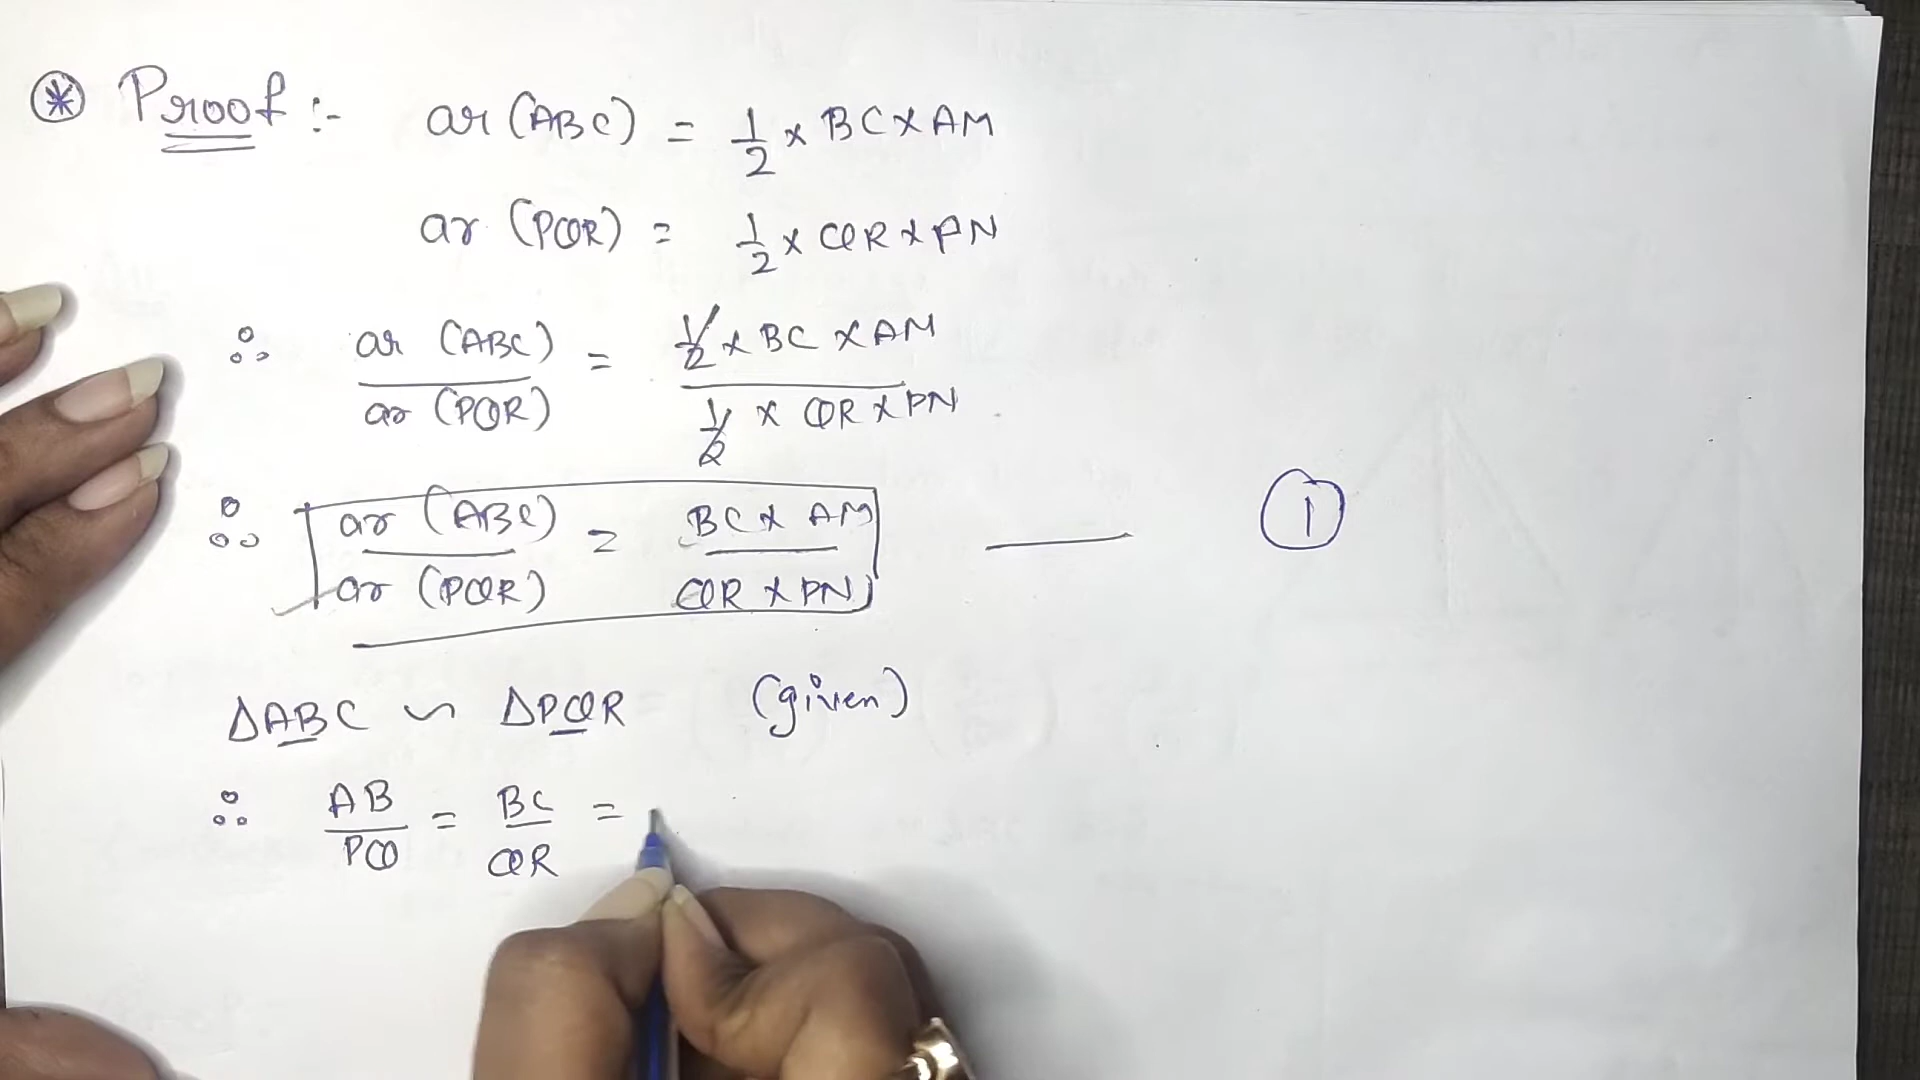 ⊛ Proof :- ar (ABC) = 1/2 × BC × AM
ar (PQR) = 1/2 × QR × PN
∴ ar (ABC) / ar (PQR) = 1/2 × BC × AM / 1/2 × QR × PN
∴ ar (ABC) / ar (PQR) = BC × AM / QR × PN —— ①
ΔABC ∽ ΔPQR (given)
∴ AB / PQ = BC / QR =